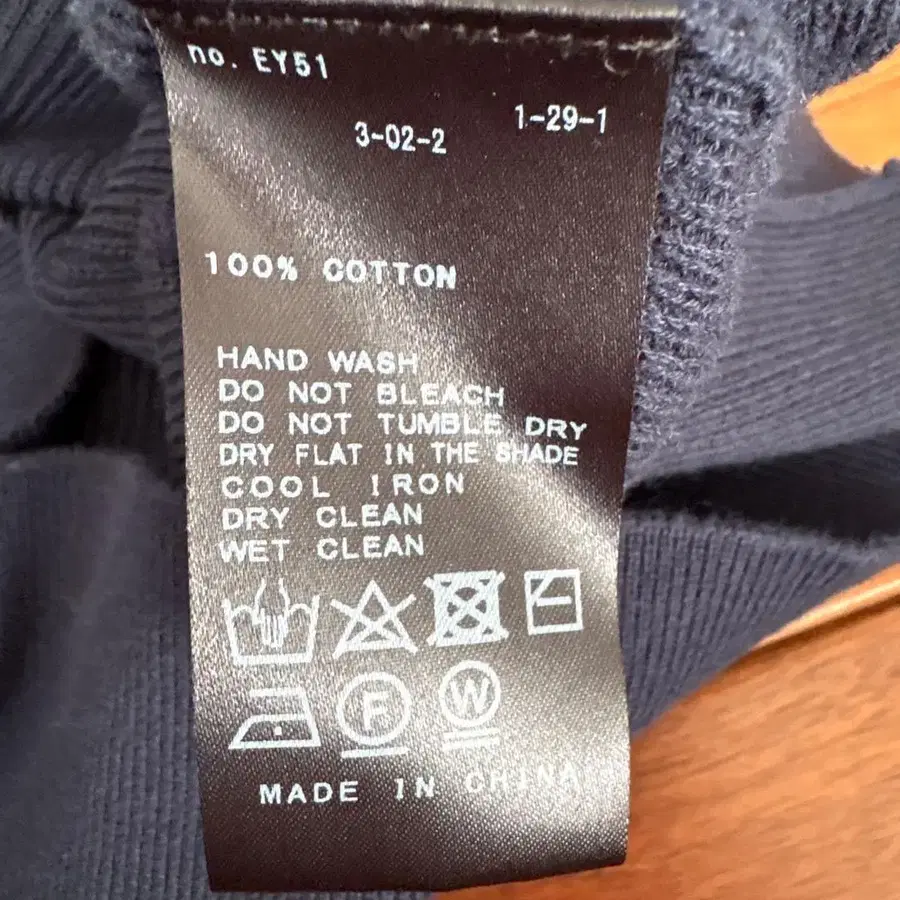 no. EY51
3-02-2 1-29-1
100% COTTON
HAND WASH
DO NOT BLEACH
DO NOT TUMBLE DRY
DRY FLAT IN THE SHADE
COOL IRON
DRY CLEAN
WET CLEAN
F W
MADE IN CHINA